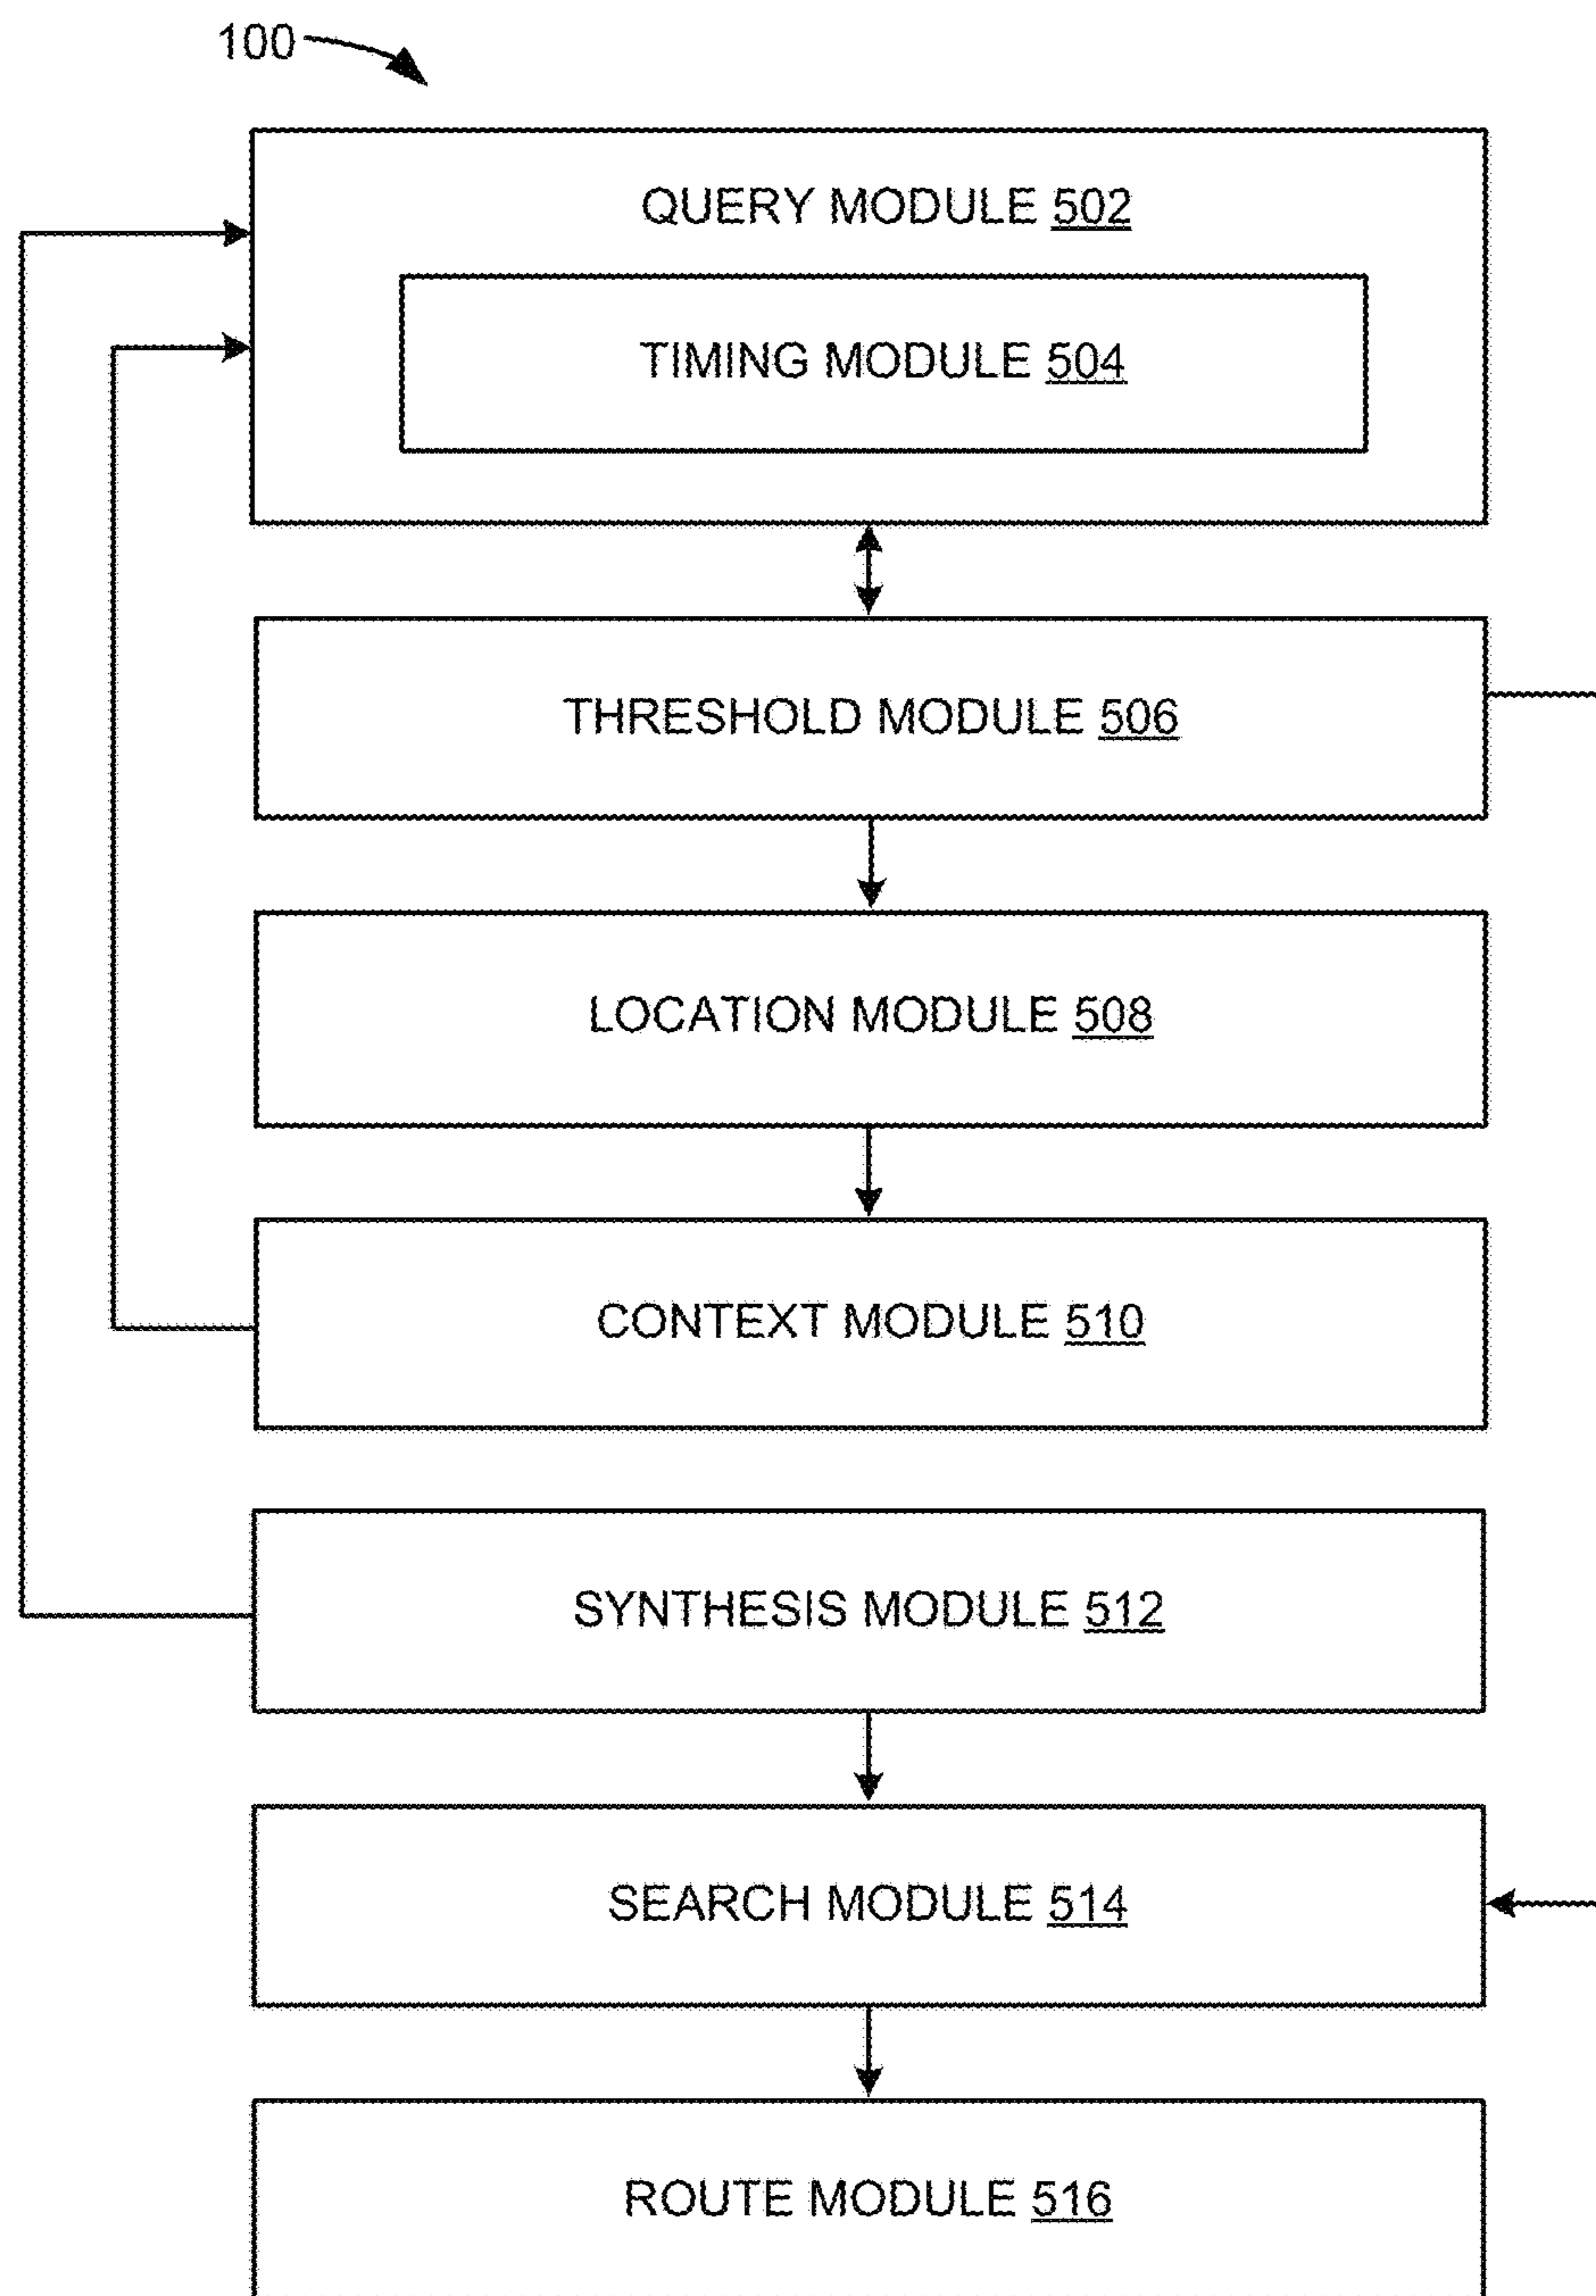 100
QUERY MODULE 502
TIMING MODULE 504
THRESHOLD MODULE 506
LOCATION MODULE 508
CONTEXT MODULE 510
SYNTHESIS MODULE 512
SEARCH MODULE 514
ROUTE MODULE 516